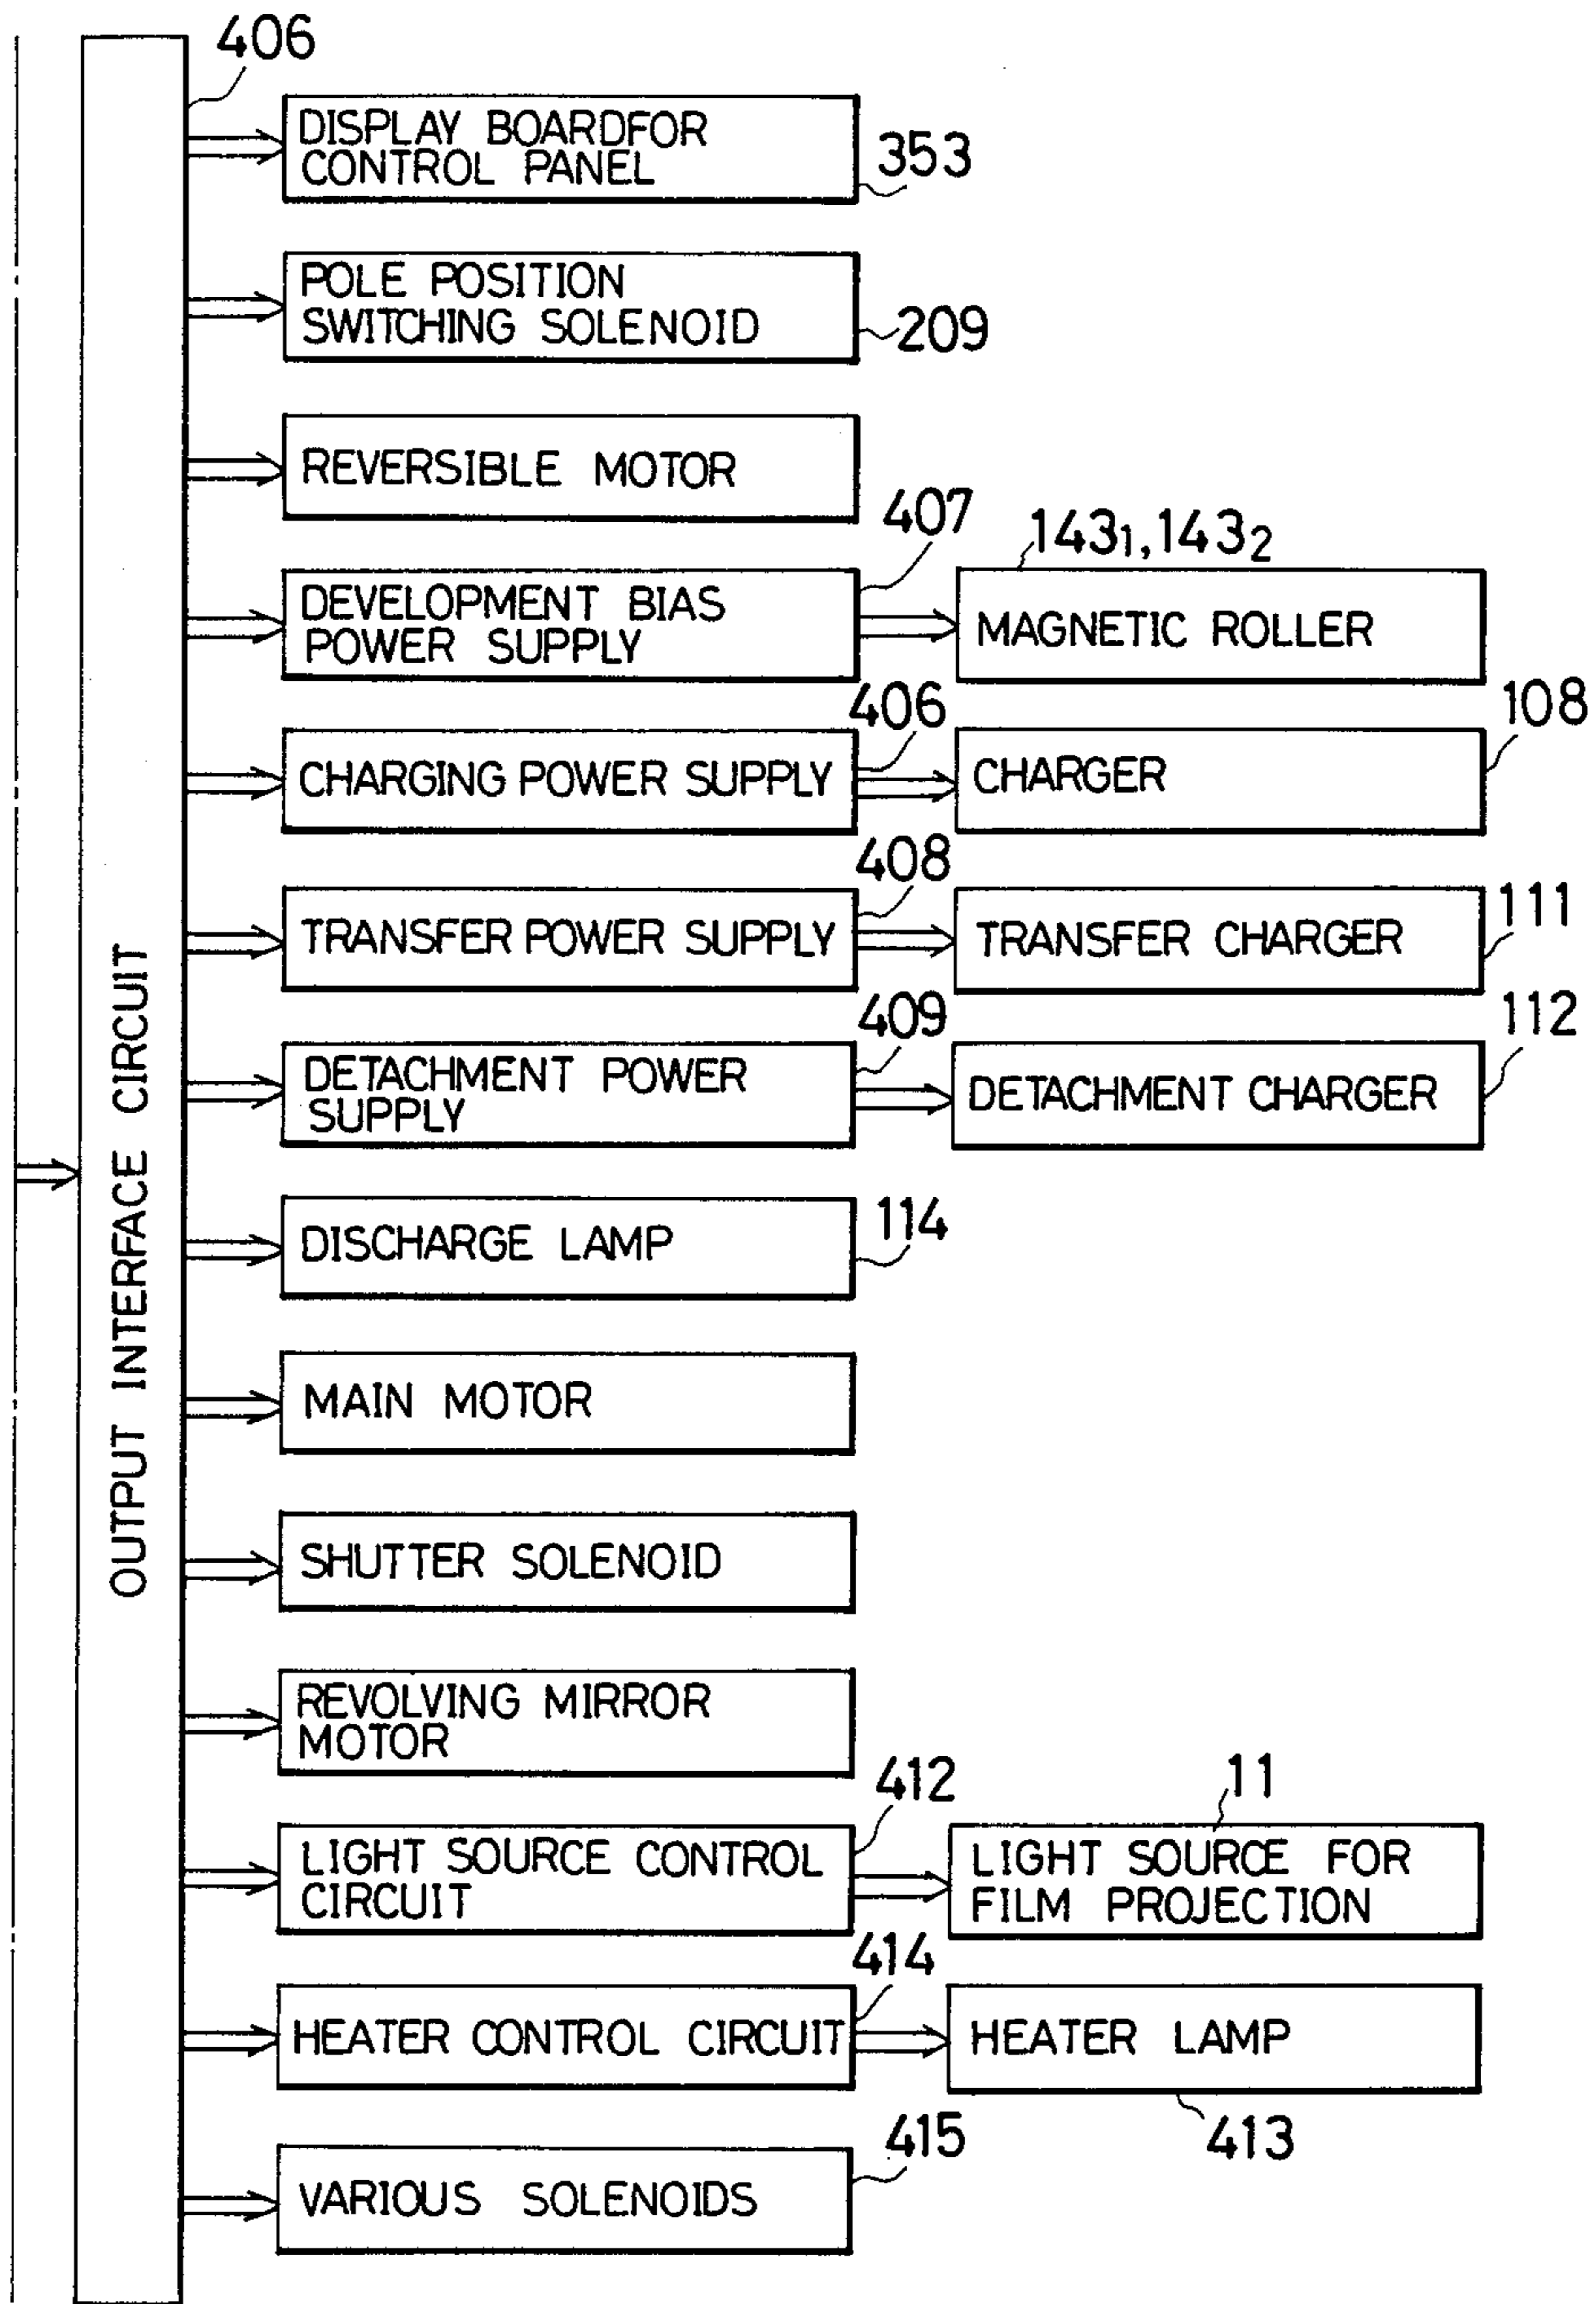 406
DISPLAY BOARDFOR
CONTROL PANEL
353
POLE POSITION
SWITCHING SOLENOID
209
REVERSIBLE MOTOR
407
143₁, 143₂
DEVELOPMENT BIAS
POWER SUPPLY
MAGNETIC ROLLER
406
108
CHARGING POWER SUPPLY
CHARGER
408
111
TRANSFER POWER SUPPLY
TRANSFER CHARGER
409
112
DETACHMENT POWER
SUPPLY
DETACHMENT CHARGER
OUTPUT INTERFACE CIRCUIT
DISCHARGE LAMP
114
MAIN MOTOR
SHUTTER SOLENOID
REVOLVING MIRROR
MOTOR
412
11
LIGHT SOURCE CONTROL
CIRCUIT
LIGHT SOURCE FOR
FILM PROJECTION
414
HEATER CONTROL CIRCUIT
HEATER LAMP
413
415
VARIOUS SOLENOIDS